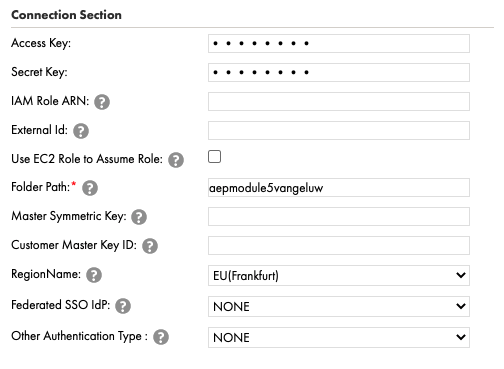 Connection Section
Access Key: ••••••••
Secret Key: ••••••••
IAM Role ARN: ?
External Id: ?
Use EC2 Role to Assume Role: ?
Folder Path:* ? aepmodule5vangeluw
Master Symmetric Key: ?
Customer Master Key ID: ?
RegionName: ? EU(Frankfurt)
Federated SSO IdP: ? NONE
Other Authentication Type : ? NONE